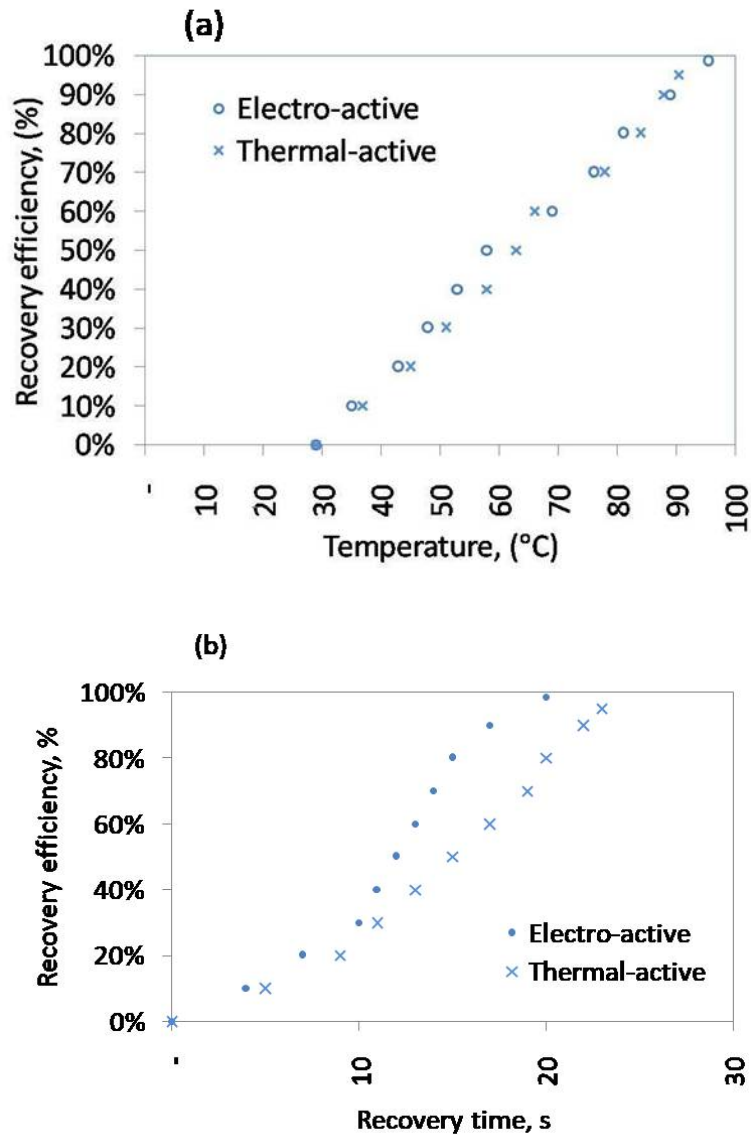 (a)
100%
90%
80%
70%
60%
50%
40%
30%
20%
10%
0%
Recovery efficiency, (%)
Electro-active
Thermal-active
- 10 20 30 40 50 60 70 80 90 100
Temperature, (°C)
(b)
100%
80%
60%
40%
20%
0%
Recovery efficiency, %
Electro-active
Thermal-active
- 10 20 30
Recovery time, s